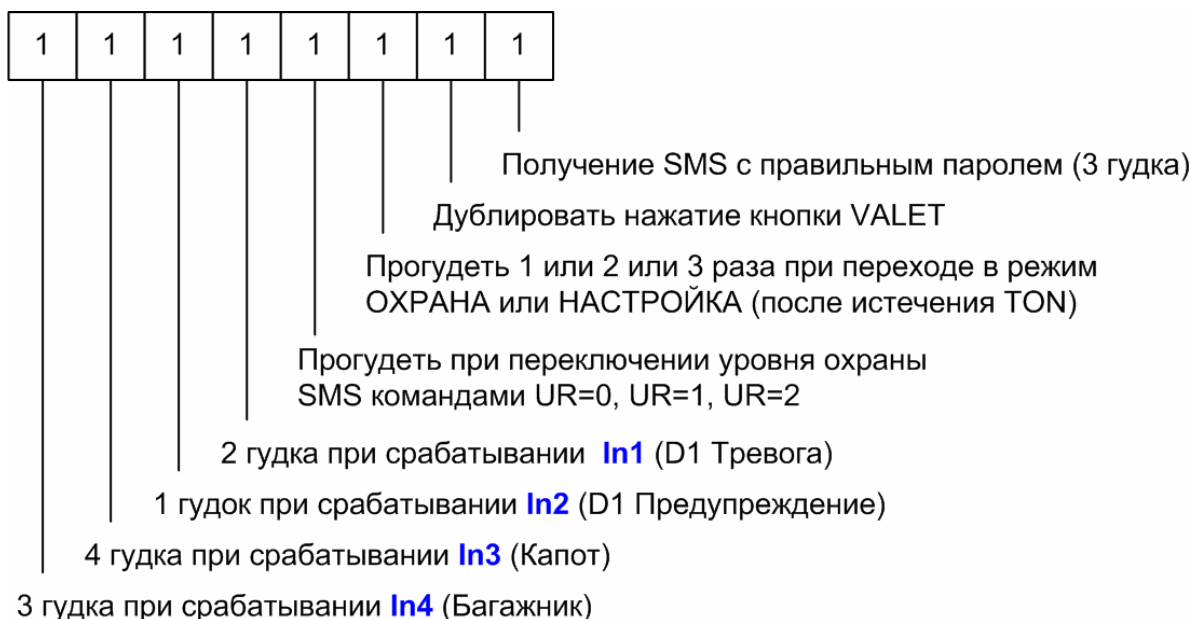 1 1 1 1 1 1 1 1
Получение SMS с правильным паролем (3 гудка)
Дублировать нажатие кнопки VALET
Прогудеть 1 или 2 или 3 раза при переходе в режим
ОХРАНА или НАСТРОЙКА (после истечения TON)
Прогудеть при переключении уровня охраны
SMS командами UR=0, UR=1, UR=2
2 гудка при срабатывании In1 (D1 Тревога)
1 гудок при срабатывании In2 (D1 Предупреждение)
4 гудка при срабатывании In3 (Капот)
3 гудка при срабатывании In4 (Багажник)